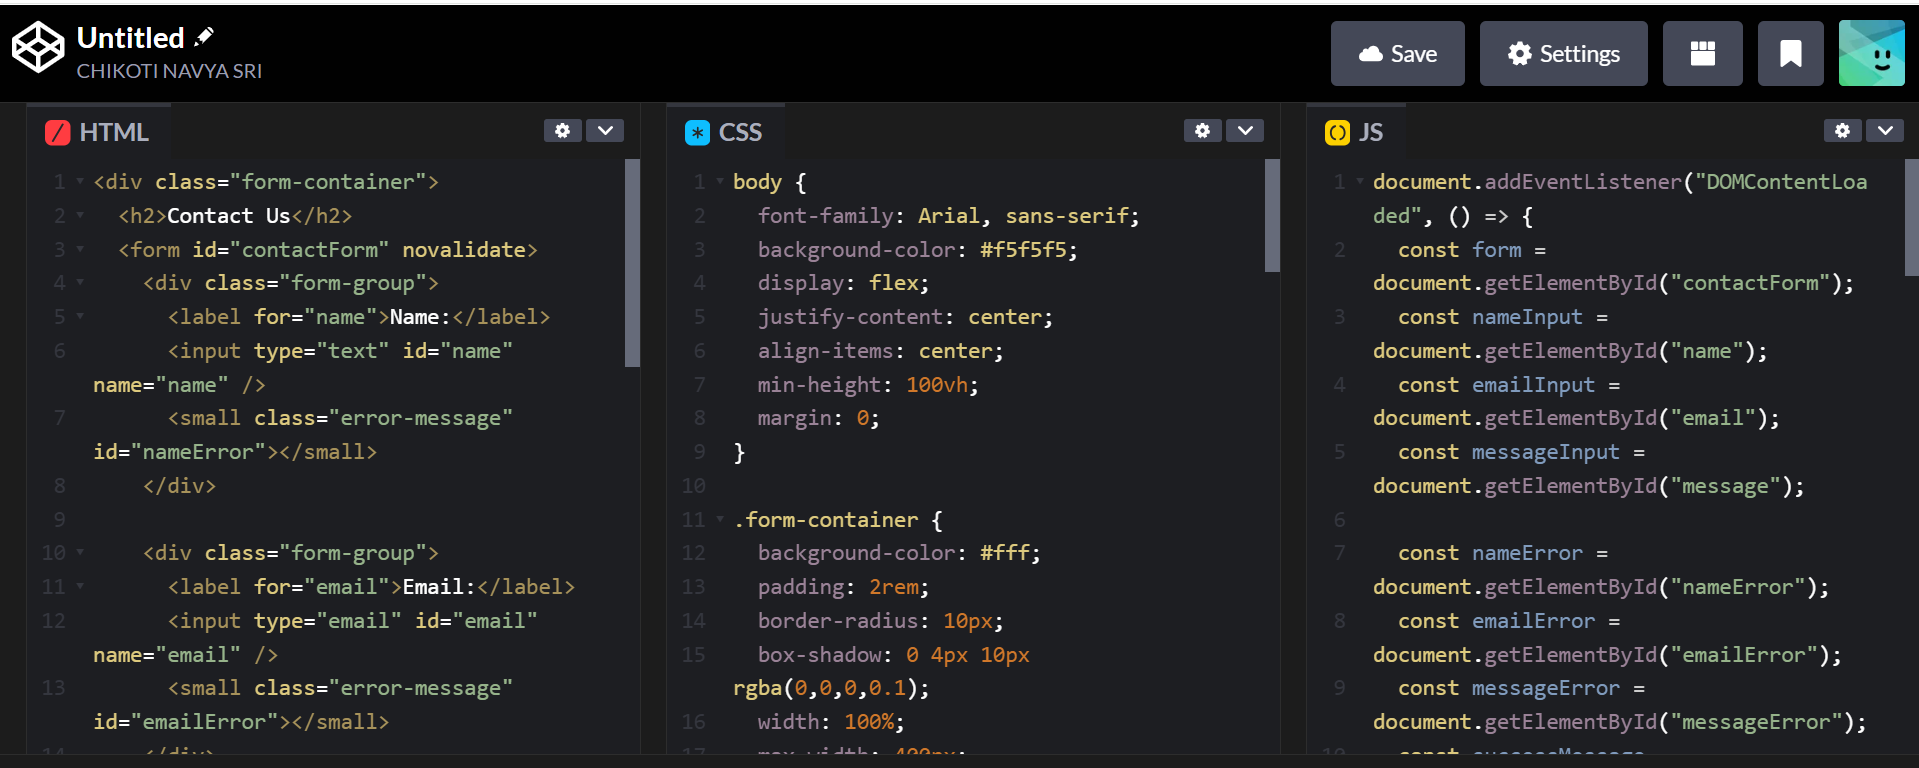 Untitled
CHIKOTI NAVYA SRI
Save
Settings
HTML
1 <div class="form-container">
2 <h2>Contact Us</h2>
3 <form id="contactForm" novalidate>
4 <div class="form-group">
5 <label for="name">Name:</label>
6 <input type="text" id="name"
name="name" />
7 <small class="error-message"
id="nameError"></small>
8 </div>
9
10 <div class="form-group">
11 <label for="email">Email:</label>
12 <input type="email" id="email"
name="email" />
13 <small class="error-message"
id="emailError"></small>
14 </div>
CSS
1 body {
2 font-family: Arial, sans-serif;
3 background-color: #f5f5f5;
4 display: flex;
5 justify-content: center;
6 align-items: center;
7 min-height: 100vh;
8 margin: 0;
9 }
10
11 .form-container {
12 background-color: #fff;
13 padding: 2rem;
14 border-radius: 10px;
15 box-shadow: 0 4px 10px
rgba(0,0,0,0.1);
16 width: 100%;
17 max-width: 400px;
JS
1 document.addEventListener("DOMContentLoa
ded", () => {
2 const form =
document.getElementById("contactForm");
3 const nameInput =
document.getElementById("name");
4 const emailInput =
document.getElementById("email");
5 const messageInput =
document.getElementById("message");
6
7 const nameError =
document.getElementById("nameError");
8 const emailError =
document.getElementById("emailError");
9 const messageError =
document.getElementById("messageError");
10 const successMessage